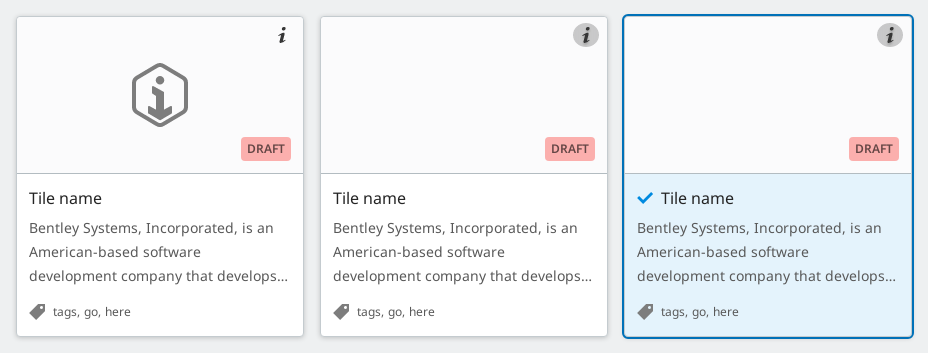 DRAFT
Tile name
Bentley Systems, Incorporated, is an
American-based software
development company that develops...
tags, go, here
DRAFT
Tile name
Bentley Systems, Incorporated, is an
American-based software
development company that develops...
tags, go, here
DRAFT
Tile name
Bentley Systems, Incorporated, is an
American-based software
development company that develops...
tags, go, here